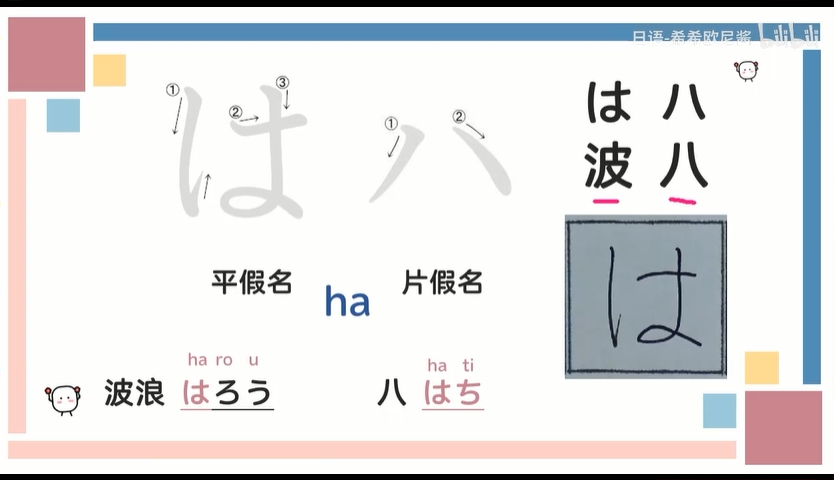 日语-希希欧尼酱 bilibili
① ② ③
は
① ②
ハ
は ハ
波 八
は
平假名 ha 片假名
ha ro u
波浪 はろう
ha ti
八 はち